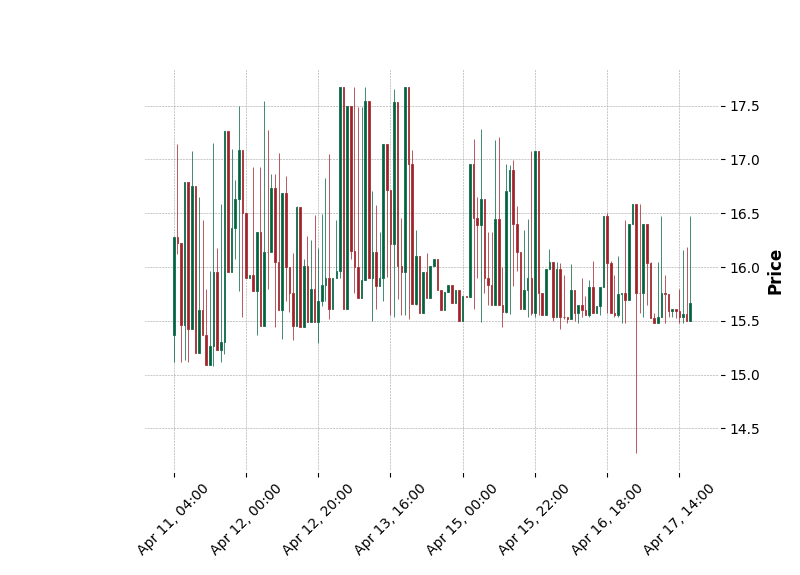 17.5
17.0
16.5
16.0
15.5
15.0
14.5
Price
Apr 11, 04:00
Apr 12, 00:00
Apr 12, 20:00
Apr 13, 16:00
Apr 15, 00:00
Apr 15, 22:00
Apr 16, 18:00
Apr 17, 14:00